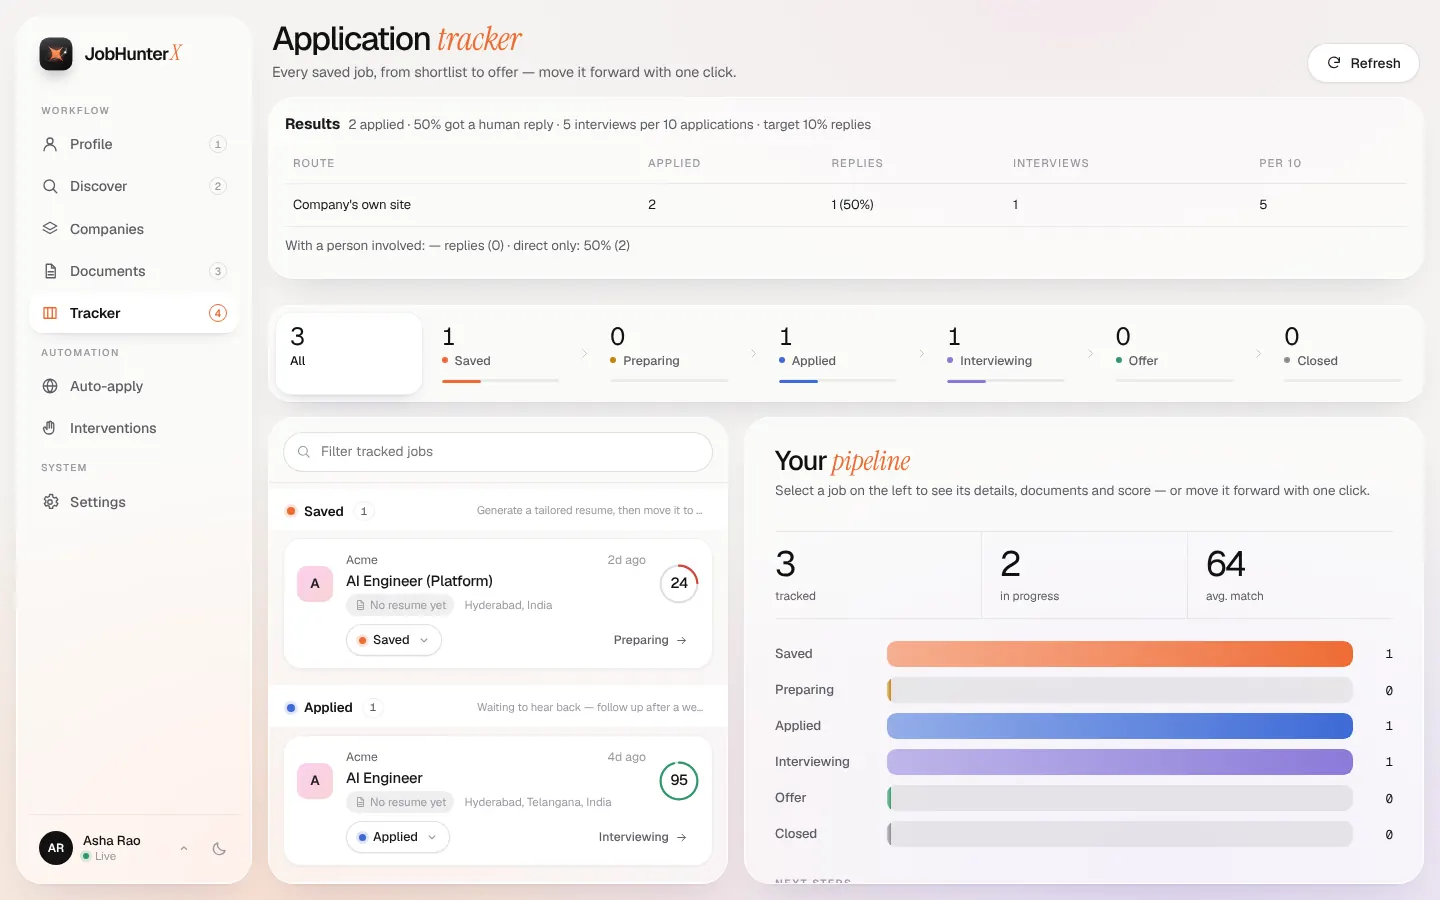 JobHunterX
WORKFLOW
Profile 1
Discover 2
Companies
Documents 3
Tracker 4
AUTOMATION
Auto-apply
Interventions
SYSTEM
Settings
AR Asha Rao
Live
Application tracker
Every saved job, from shortlist to offer — move it forward with one click.
Refresh
Results 2 applied · 50% got a human reply · 5 interviews per 10 applications · target 10% replies
ROUTE APPLIED REPLIES INTERVIEWS PER 10
Company's own site 2 1 (50%) 1 5
With a person involved: — replies (0) · direct only: 50% (2)
3 1 0 1 1 0 0
All Saved Preparing Applied Interviewing Offer Closed
Filter tracked jobs
Saved 1 Generate a tailored resume, then move it to ...
Acme 2d ago
A AI Engineer (Platform) 24
No resume yet Hyderabad, India
Saved Preparing →
Applied 1 Waiting to hear back — follow up after a we...
Acme 4d ago
A AI Engineer 95
No resume yet Hyderabad, Telangana, India
Applied Interviewing →
Your pipeline
Select a job on the left to see its details, documents and score — or move it forward with one click.
3 2 64
tracked in progress avg. match
Saved 1
Preparing 0
Applied 1
Interviewing 1
Offer 0
Closed 0
NEXT STEPS